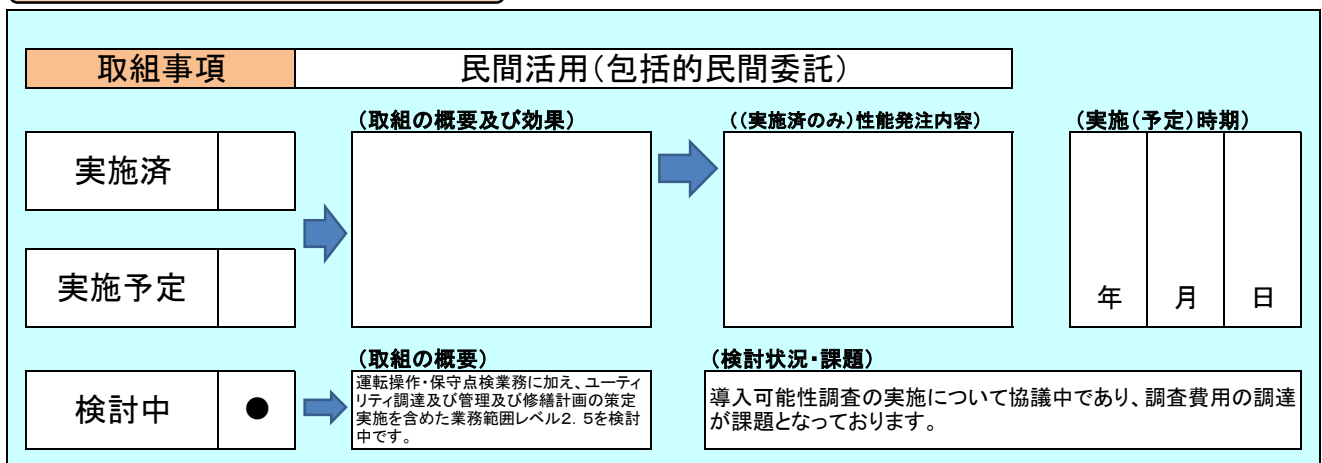 取組事項
民間活用(包括的民間委託)
(取組の概要及び効果)
((実施済のみ)性能発注内容)
(実施(予定)時期)
実施済
実施予定
年 月 日
(取組の概要)
(検討状況・課題)
検討中 ●
運転操作・保守点検業務に加え、ユーティ
リティ調達及び管理及び修繕計画の策定
実施を含めた業務範囲レベル2.5を検討
中です。
導入可能性調査の実施について協議中であり、調査費用の調達
が課題となっております。